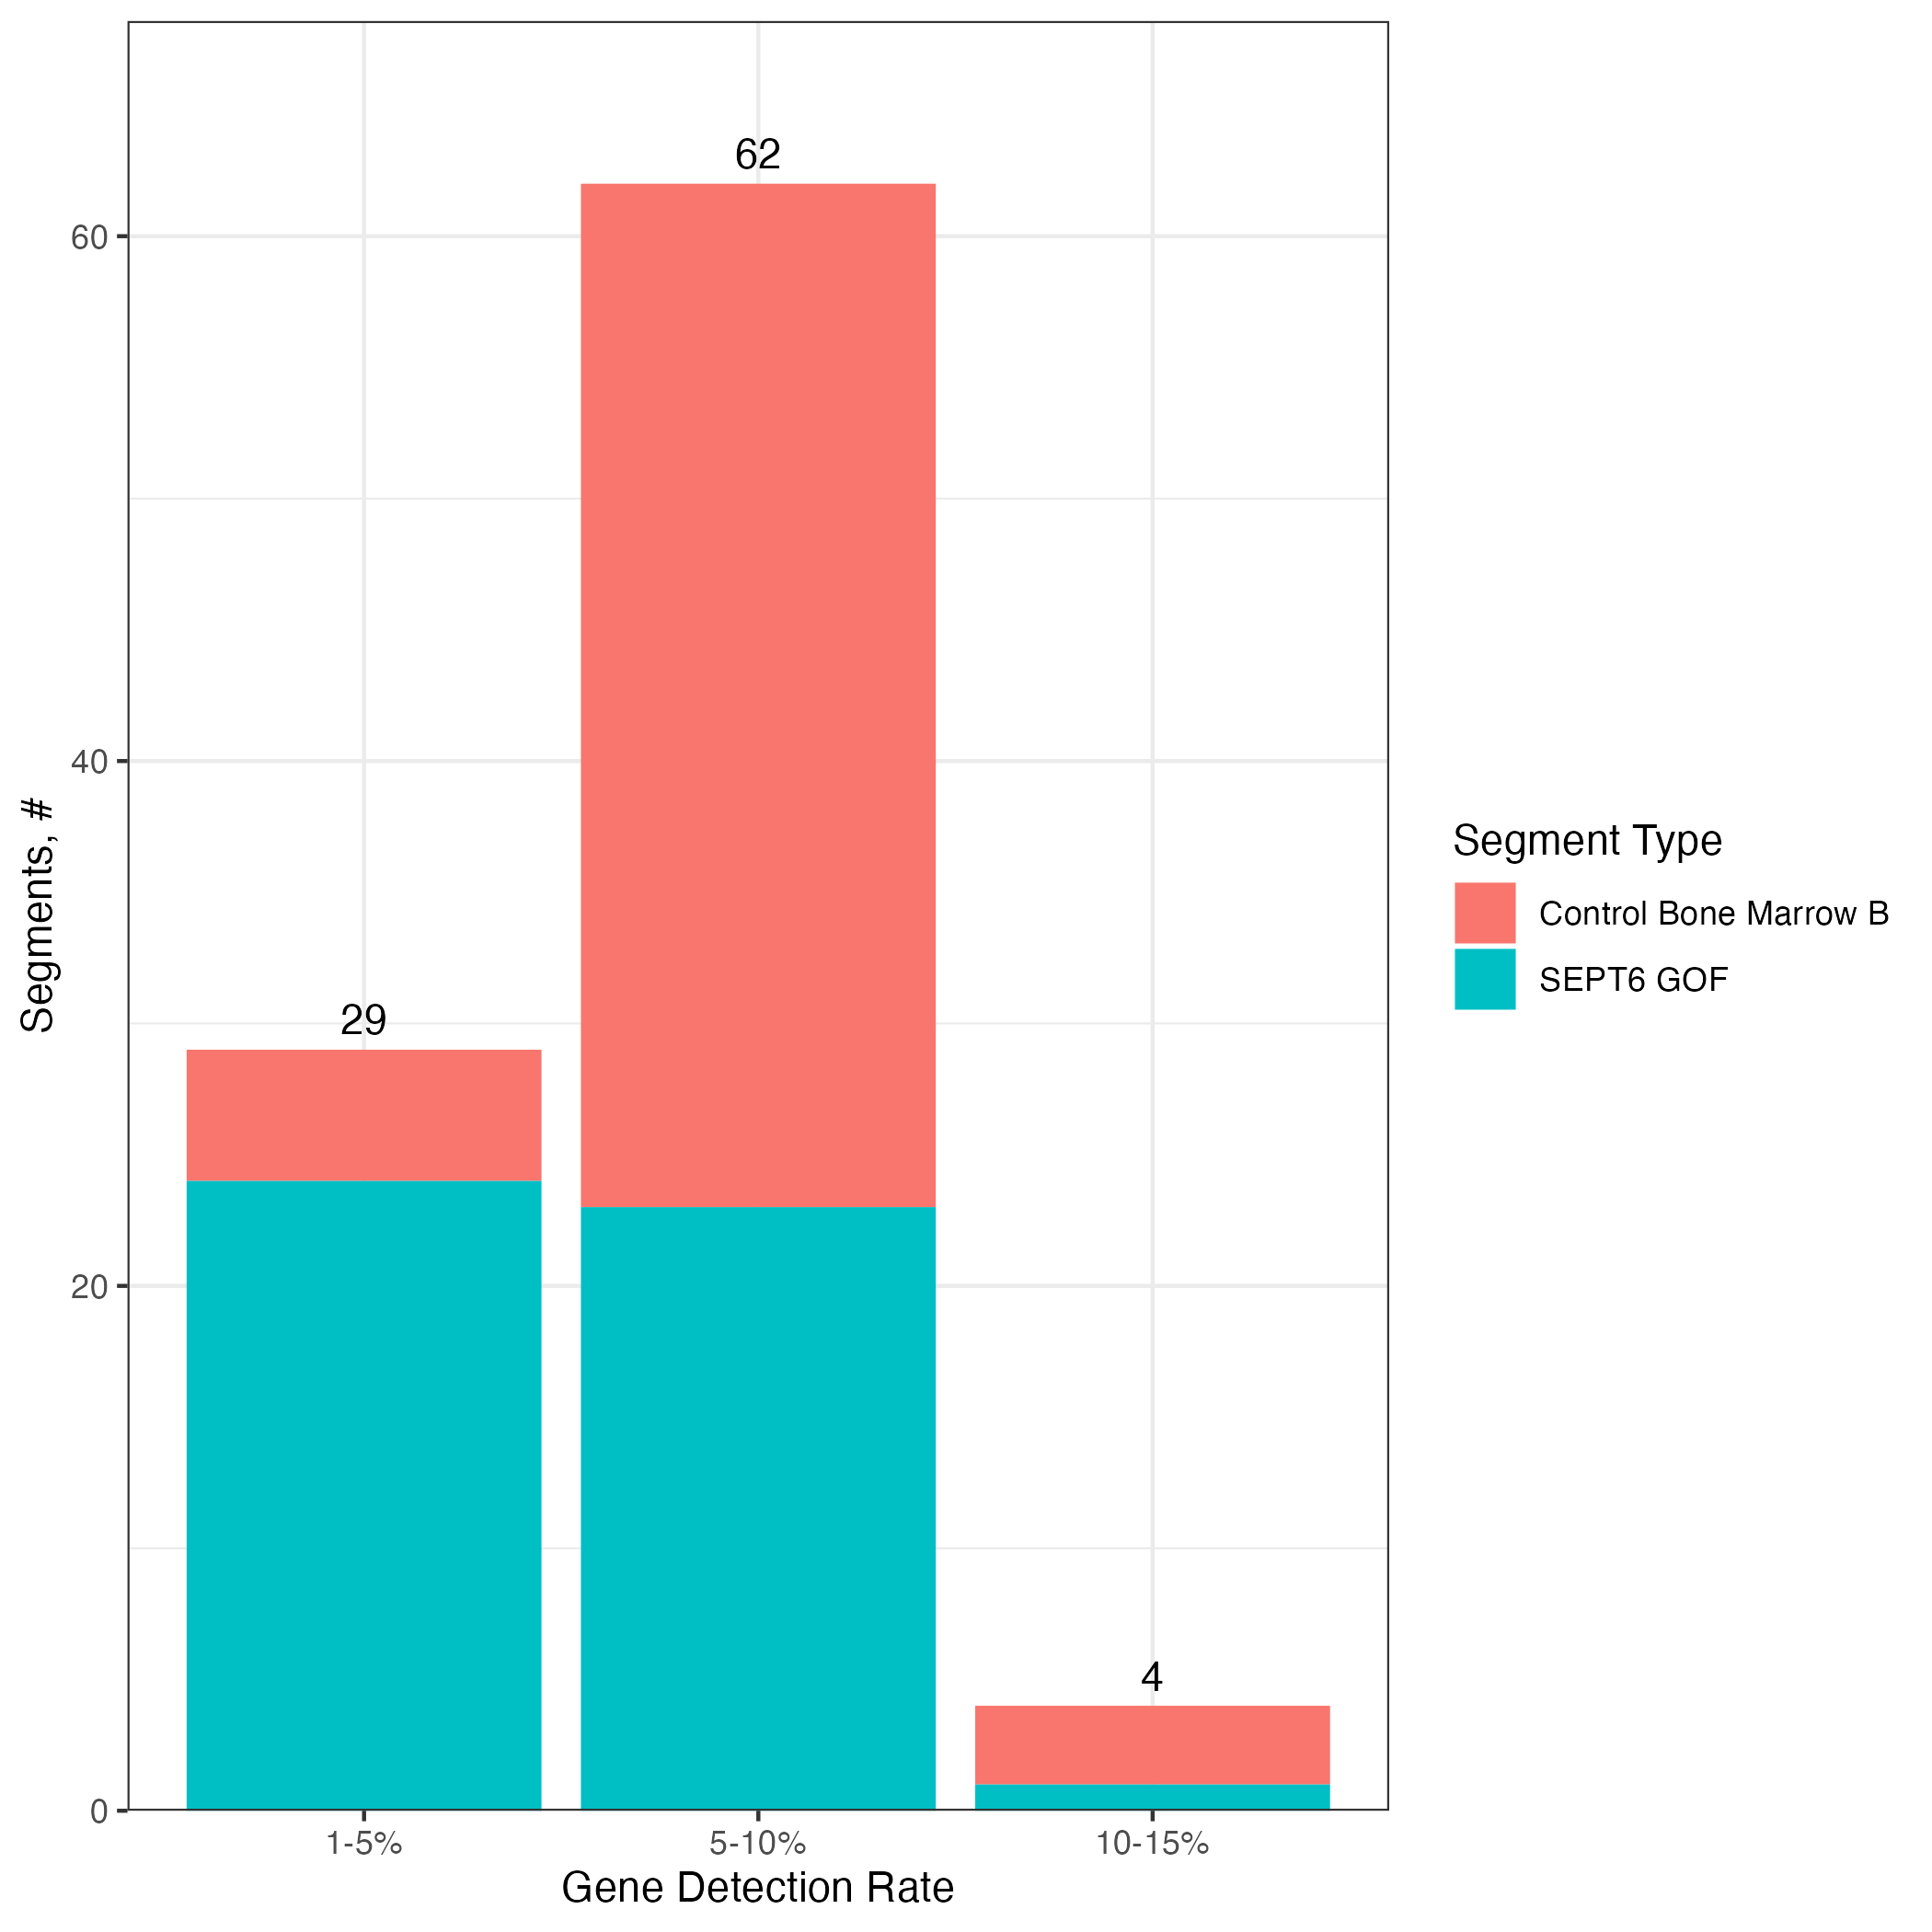 62
60
40
29
20
4
0
1-5%
5-10%
10-15%
Gene Detection Rate
Segments, #
Segment Type
Control Bone Marrow B
SEPT6 GOF